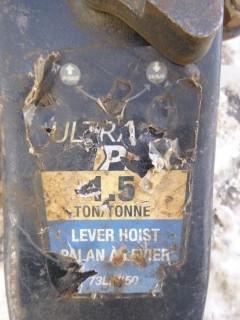 ULTRA
P
1.5
TON/TONNE
LEVER HOIST
PALAN À LEVIER